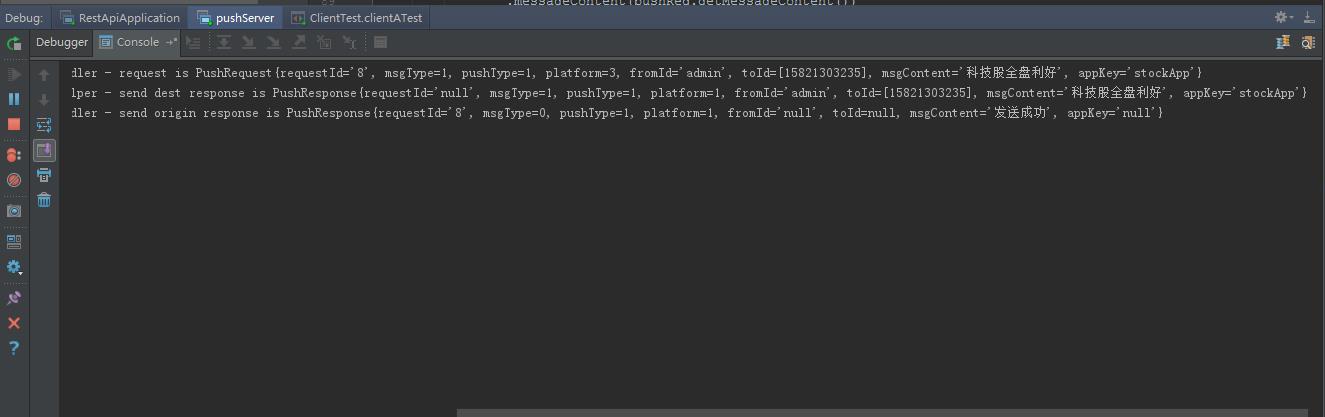 .messageContent(pushReq.getMessageContent())
Debug: RestApiApplication pushServer ClientTest.clientATest
Debugger Console
dler - request is PushRequest{requestId='8', msgType=1, pushType=1, platform=3, fromId='admin', toId=[15821303235], msgContent='科技股全盘利好', appKey='stockApp'}
lper - send dest response is PushResponse{requestId='null', msgType=1, pushType=1, platform=1, fromId='admin', toId=[15821303235], msgContent='科技股全盘利好', appKey='stockApp'}
dler - send origin response is PushResponse{requestId='8', msgType=0, pushType=1, platform=1, fromId='null', toId=null, msgContent='发送成功', appKey='null'}